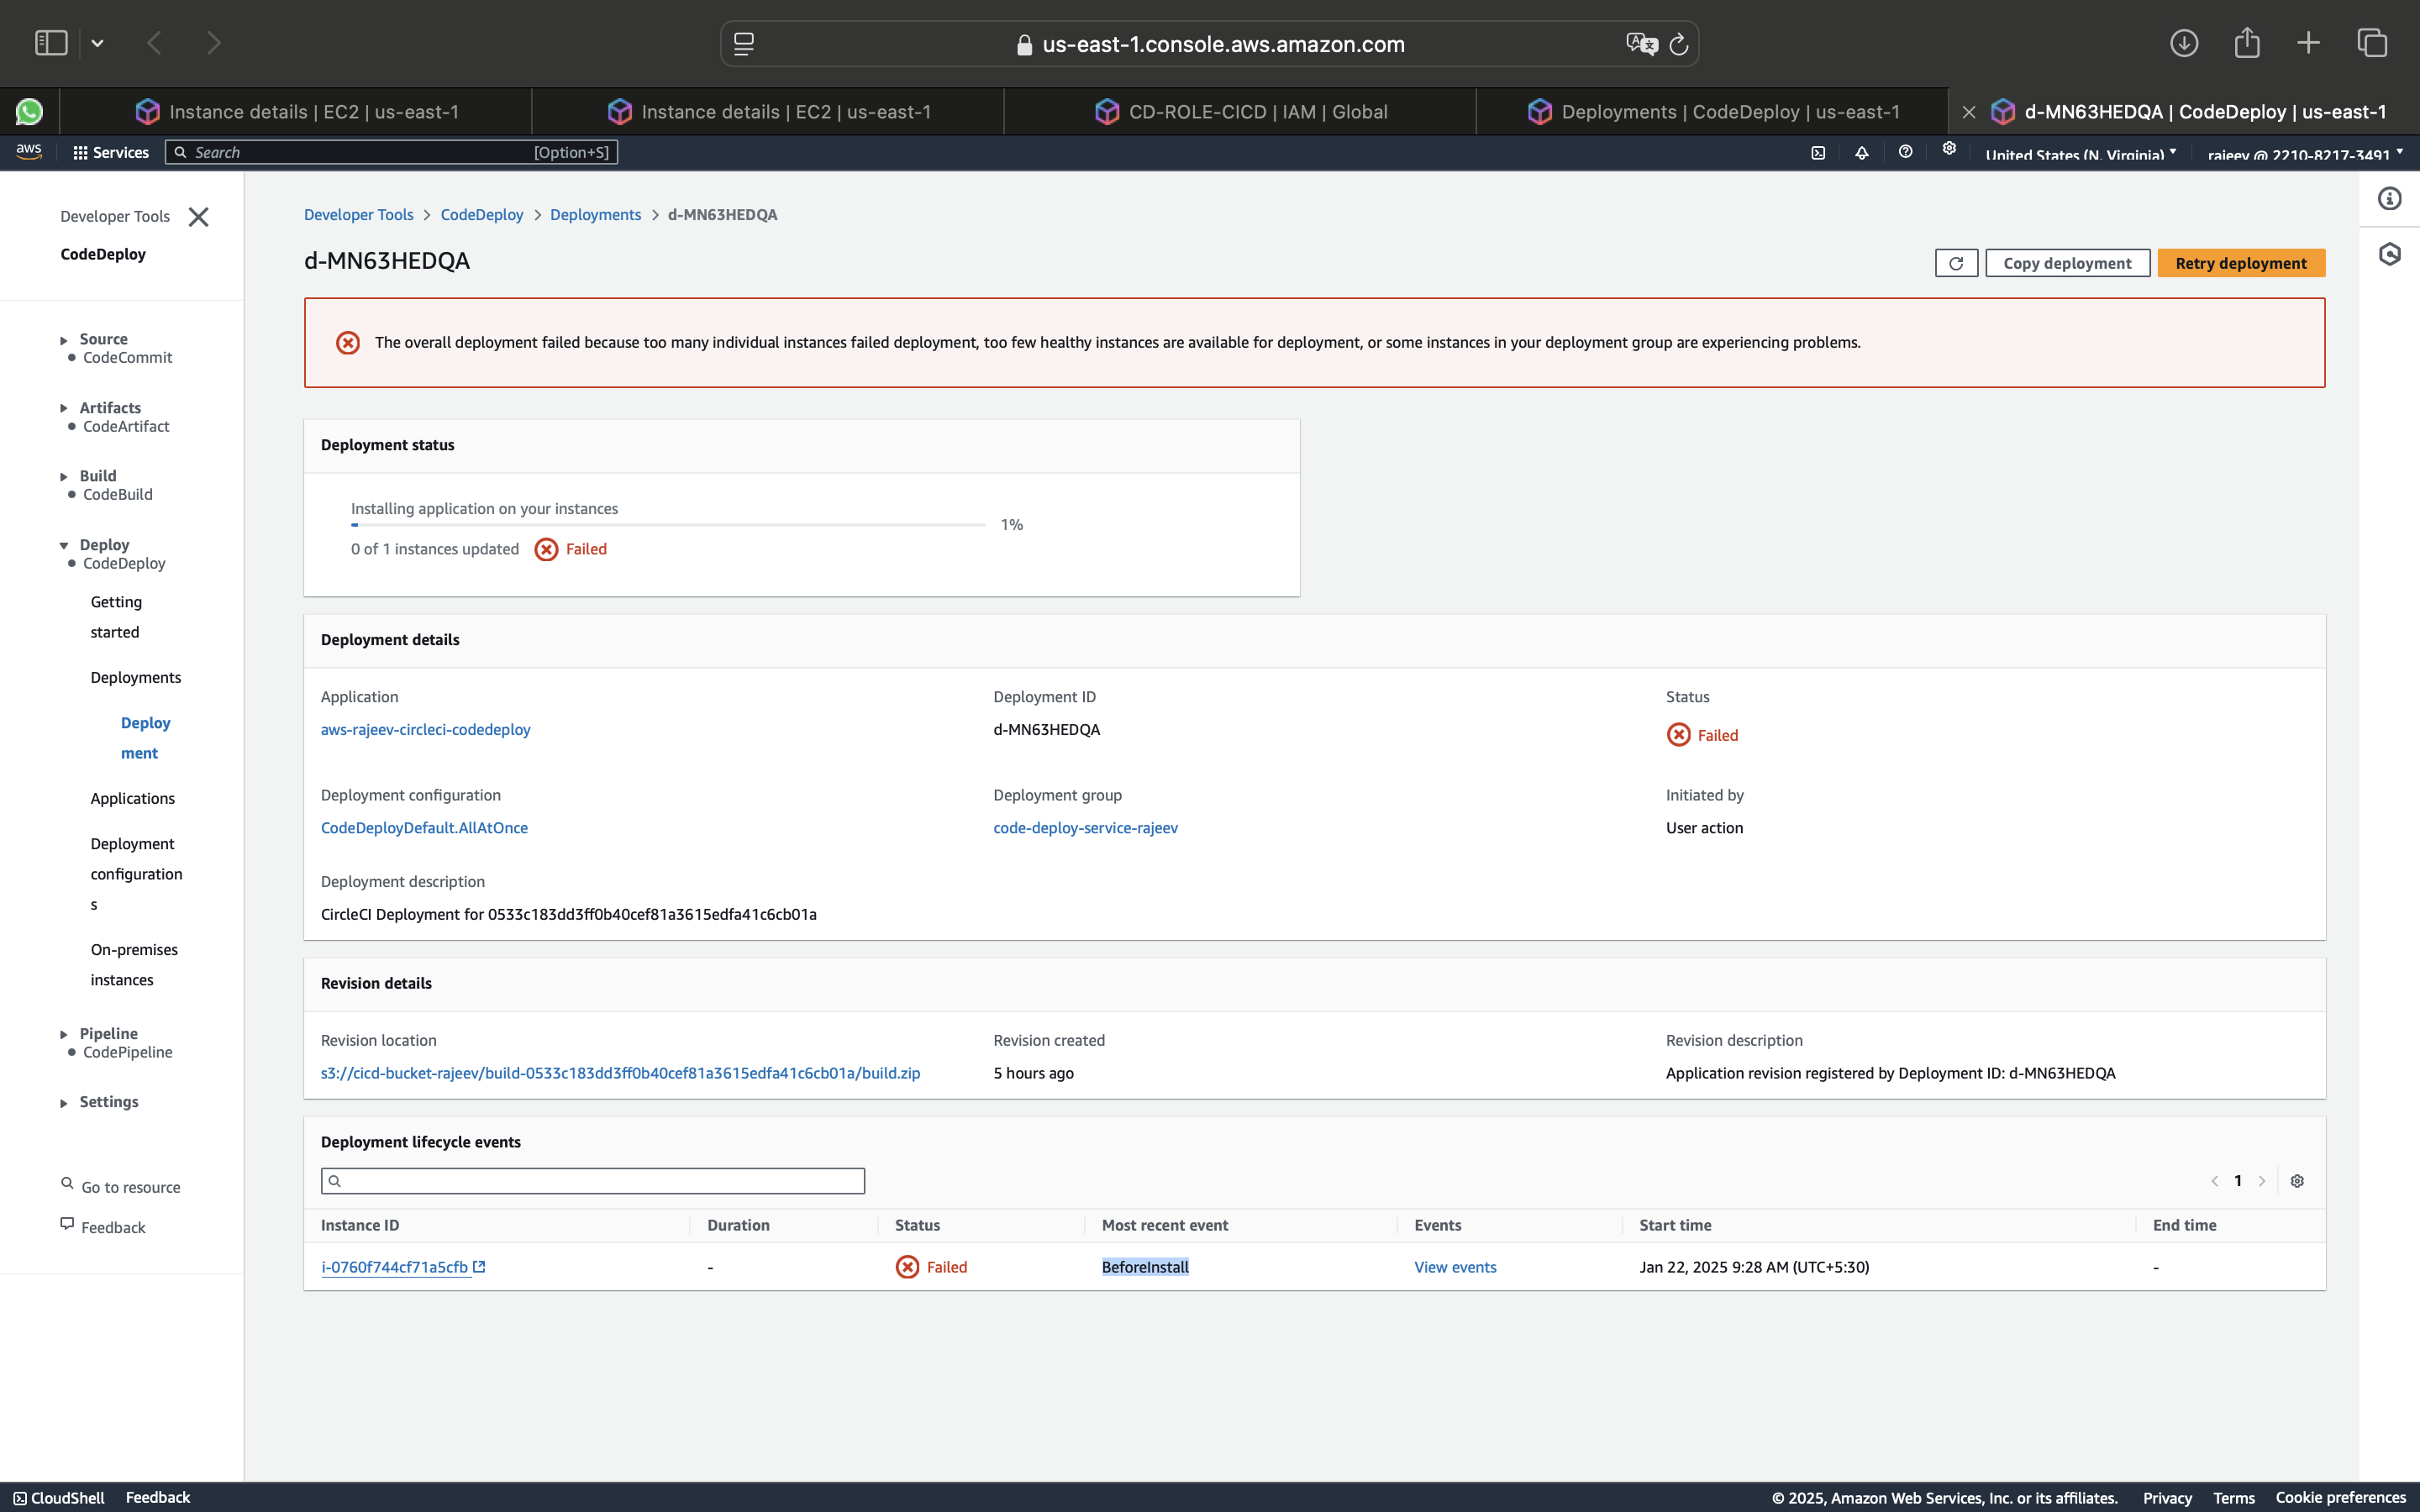 us-east-1.console.aws.amazon.com
Instance details | EC2 | us-east-1
Instance details | EC2 | us-east-1
CD-ROLE-CICD | IAM | Global
Deployments | CodeDeploy | us-east-1
d-MN63HEDQA | CodeDeploy | us-east-1
aws
Services
Search
[Option+S]
United States (N. Virginia)
rajeev @ 2210-8217-3491
Developer Tools
CodeDeploy
Source
CodeCommit
Artifacts
CodeArtifact
Build
CodeBuild
Deploy
CodeDeploy
Getting
started
Deployments
Deploy
ment
Applications
Deployment
configuration
s
On-premises
instances
Pipeline
CodePipeline
Settings
Go to resource
Feedback
Developer Tools > CodeDeploy > Deployments > d-MN63HEDQA
d-MN63HEDQA
Copy deployment
Retry deployment
The overall deployment failed because too many individual instances failed deployment, too few healthy instances are available for deployment, or some instances in your deployment group are experiencing problems.
Deployment status
Installing application on your instances
1%
0 of 1 instances updated
Failed
Deployment details
Application
aws-rajeev-circleci-codedeploy
Deployment ID
d-MN63HEDQA
Status
Failed
Deployment configuration
CodeDeployDefault.AllAtOnce
Deployment group
code-deploy-service-rajeev
Initiated by
User action
Deployment description
CircleCI Deployment for 0533c183dd3ff0b40cef81a3615edfa41c6cb01a
Revision details
Revision location
s3://cicd-bucket-rajeev/build-0533c183dd3ff0b40cef81a3615edfa41c6cb01a/build.zip
Revision created
5 hours ago
Revision description
Application revision registered by Deployment ID: d-MN63HEDQA
Deployment lifecycle events
1
Instance ID
Duration
Status
Most recent event
Events
Start time
End time
i-0760f744cf71a5cfb
-
Failed
BeforeInstall
View events
Jan 22, 2025 9:28 AM (UTC+5:30)
-
CloudShell
Feedback
© 2025, Amazon Web Services, Inc. or its affiliates.
Privacy
Terms
Cookie preferences